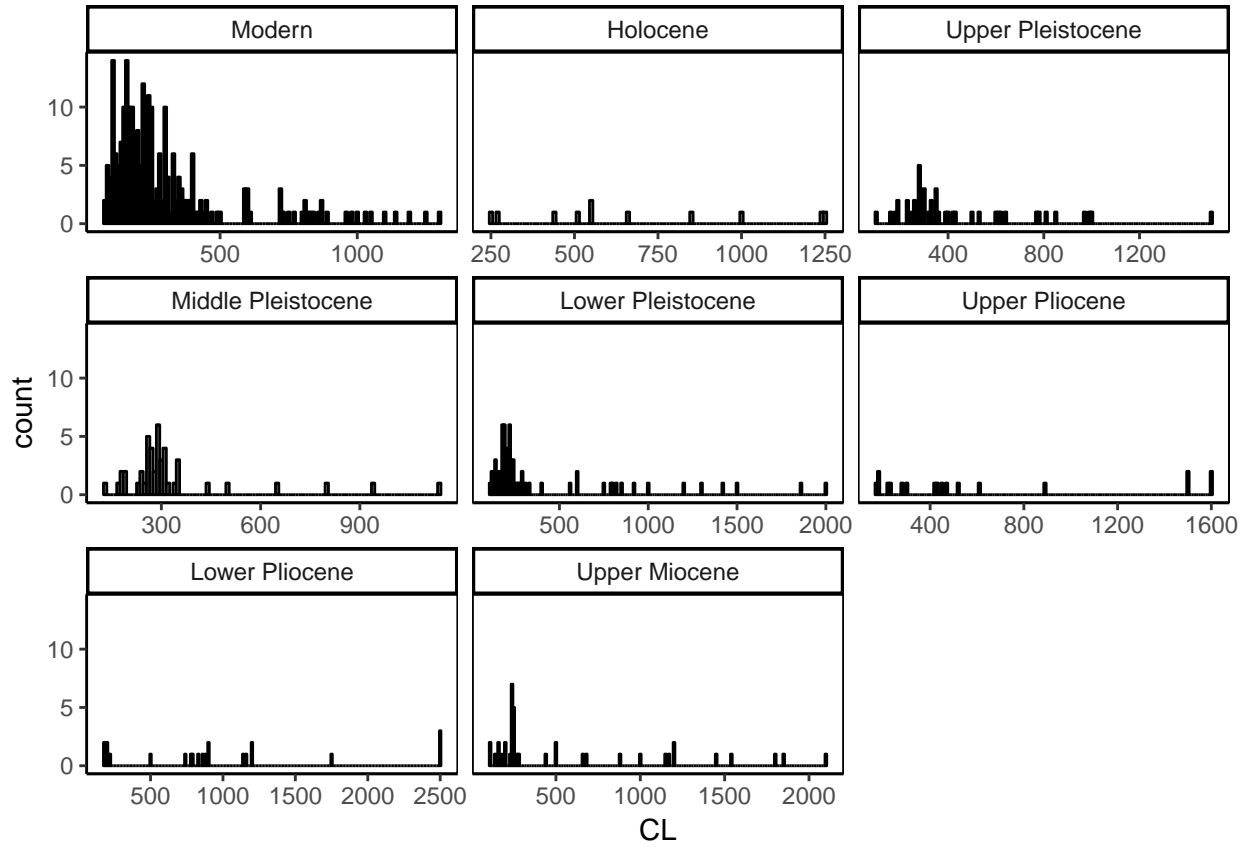 Modern Holocene Upper Pleistocene
10
5
0
500 1000 250 500 750 1000 1250 400 800 1200
Middle Pleistocene Lower Pleistocene Upper Pliocene
10
5
0
300 600 900 500 1000 1500 2000 400 800 1200 1600
Lower Pliocene Upper Miocene
10
5
0
500 1000 1500 2000 2500 500 1000 1500 2000
count
CL